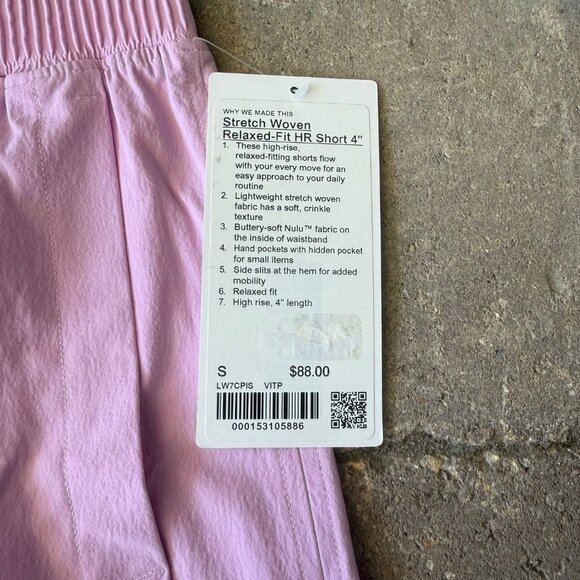 WHY WE MADE THIS
Stretch Woven
Relaxed-Fit HR Short 4"
1. These high-rise,
relaxed-fitting shorts flow
with your every move for an
easy approach to your daily
routine
2. Lightweight stretch woven
fabric has a soft, crinkle
texture
3. Buttery-soft Nulu™ fabric on
the inside of waistband
4. Hand pockets with hidden pocket
for small items
5. Side slits at the hem for added
mobility
6. Relaxed fit
7. High rise, 4" length
S $88.00
LW7CPIS VITP
000153105886